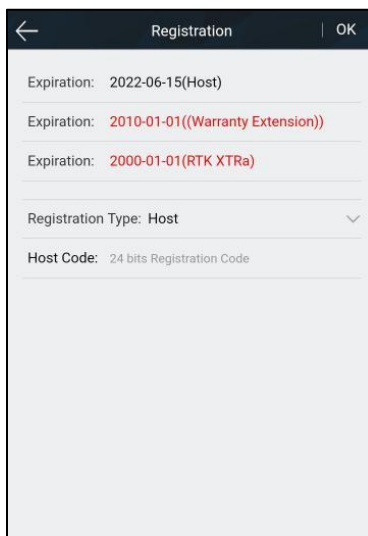 Registration | OK
Expiration: 2022-06-15(Host)
Expiration: 2010-01-01((Warranty Extension))
Expiration: 2000-01-01(RTK XTRa)
Registration Type: Host
Host Code: 24 bits Registration Code